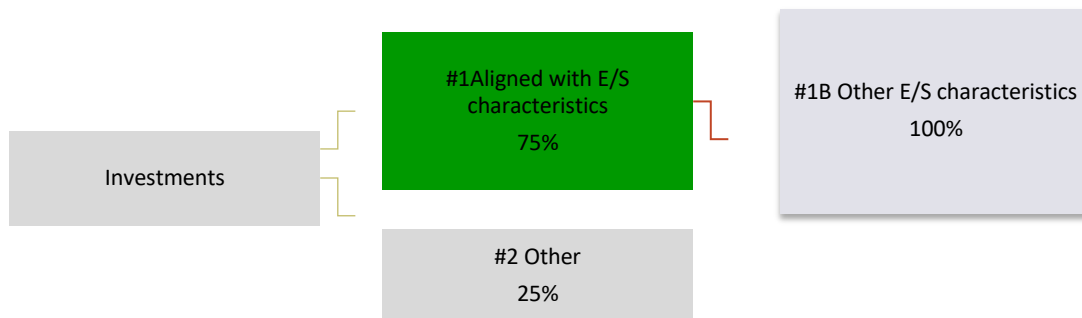 Investments
#1Aligned with E/S
characteristics
75%
#2 Other
25%
#1B Other E/S characteristics
100%